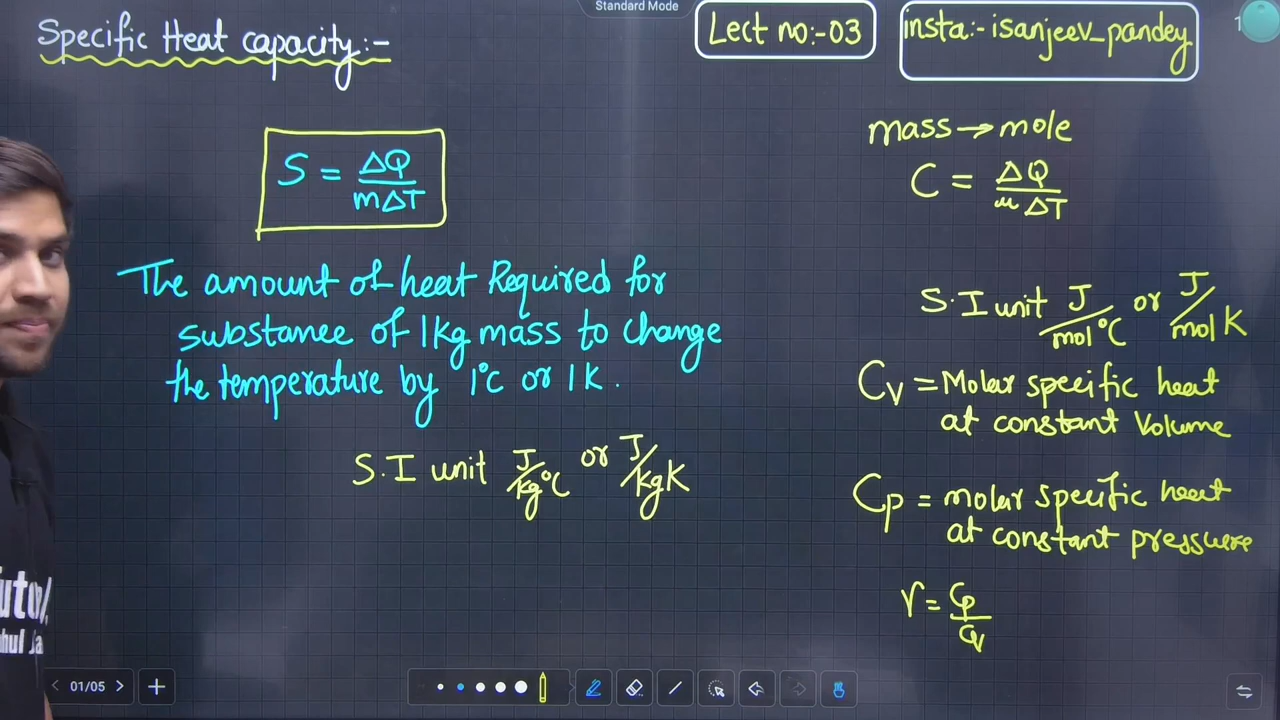 Standard Mode
Specific Heat capacity:-
Lect no:-03
insta:- isanjeev_pandey
1
S = ΔQ / mΔT
The amount of heat Required for
substance of 1kg mass to change
the temperature by 1°C or 1K.
S.I unit J/kg°C or J/kgK
mass → mole
C = ΔQ / μΔT
S.I unit J/mol°C or J/mol K
Cv = Molar specific heat
at constant Volume
Cp = molar specific heat
at constant pressure
γ = Cp / Cv
01/05